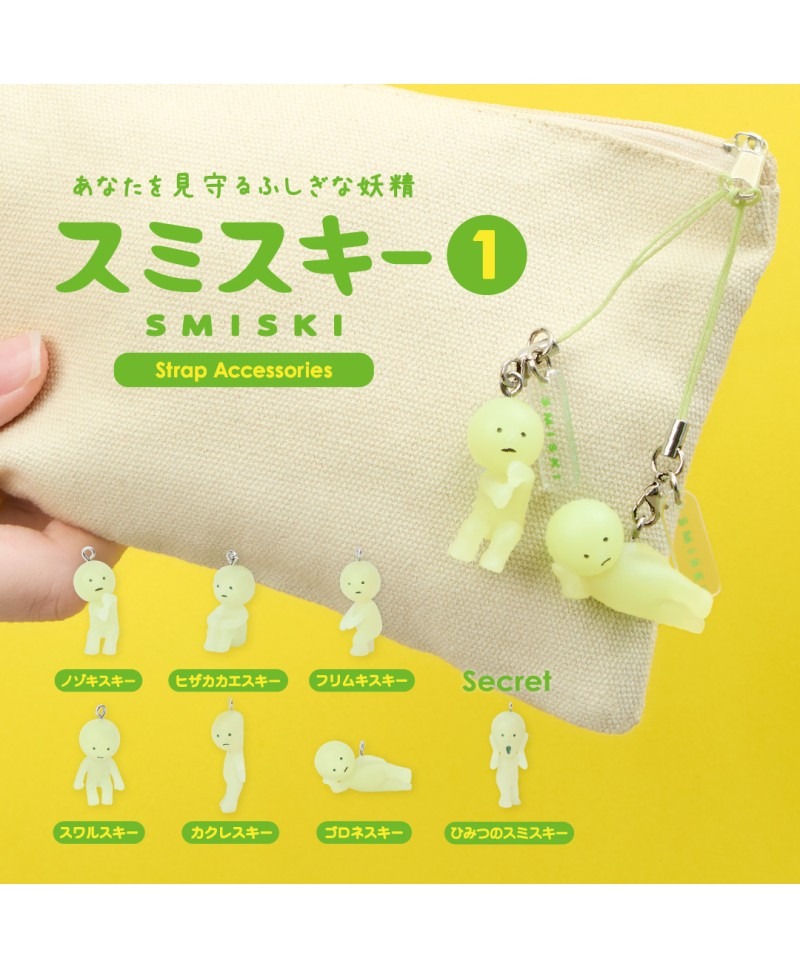 あなたを見守るふしぎな妖精
スミスキー1
SMISKI
Strap Accessories
SMISKI
SMISKI
ノゾキスキー
ヒザカカエスキー
フリムキスキー
Secret
スワルスキー
カクレスキー
ゴロネスキー
ひみつのスミスキー